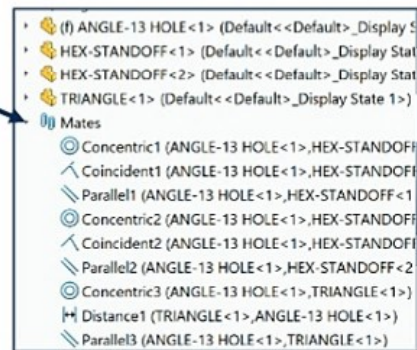 (f) ANGLE-13 HOLE<1> (Default<<Default>_Display S
HEX-STANDOFF<1> (Default<<Default>_Display Stat
HEX-STANDOFF<2> (Default<<Default>_Display Stat
TRIANGLE<1> (Default<<Default>_Display State 1>)
Mates
Concentric1 (ANGLE-13 HOLE<1>,HEX-STANDOFF
Coincident1 (ANGLE-13 HOLE<1>,HEX-STANDOFF
Parallel1 (ANGLE-13 HOLE<1>,HEX-STANDOFF<1
Concentric2 (ANGLE-13 HOLE<1>,HEX-STANDOFF
Coincident2 (ANGLE-13 HOLE<1>,HEX-STANDOFF
Parallel2 (ANGLE-13 HOLE<1>,HEX-STANDOFF<2
Concentric3 (ANGLE-13 HOLE<1>,TRIANGLE<1>)
Distance1 (TRIANGLE<1>,ANGLE-13 HOLE<1>)
Parallel3 (ANGLE-13 HOLE<1>,TRIANGLE<1>)